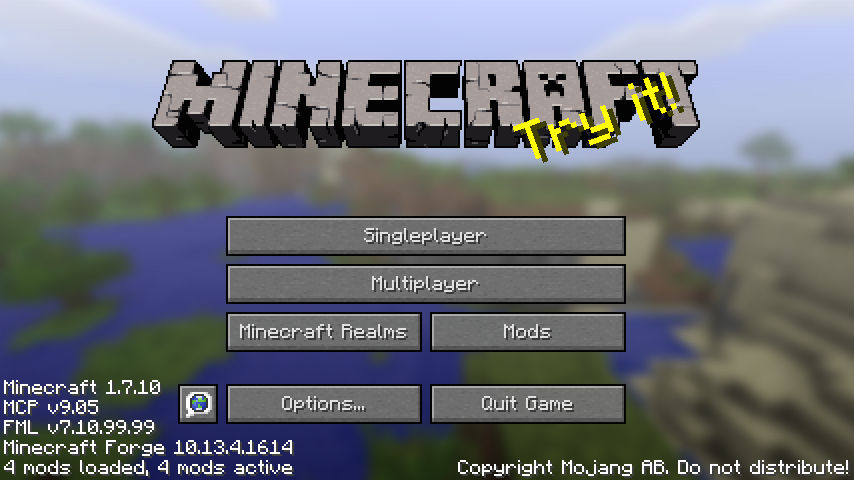 MINECRAFT
Try it!
Singleplayer
Multiplayer
Minecraft Realms
Mods
Options...
Quit Game
Minecraft 1.7.10
MCP v9.05
FML v7.10.99.99
Minecraft Forge 10.13.4.1614
4 mods loaded, 4 mods active
Copyright Mojang AB. Do not distribute!